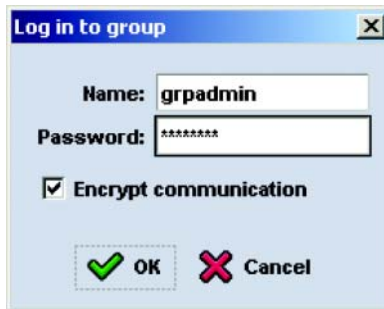 Log in to group
Name: grpadmin
Password: ********
Encrypt communication
OK Cancel